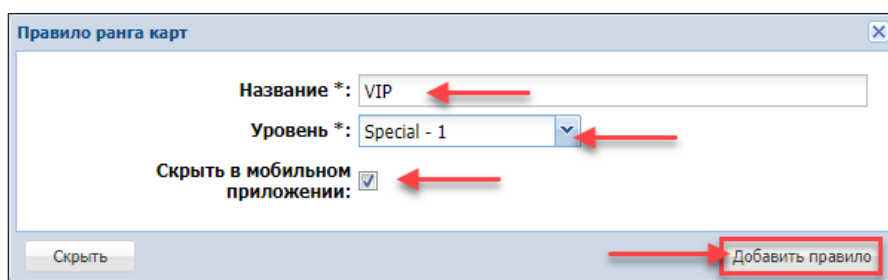 Правило ранга карт
Название *: VIP
Уровень *: Special - 1
Скрыть в мобильном
приложении:
Скрыть Добавить правило